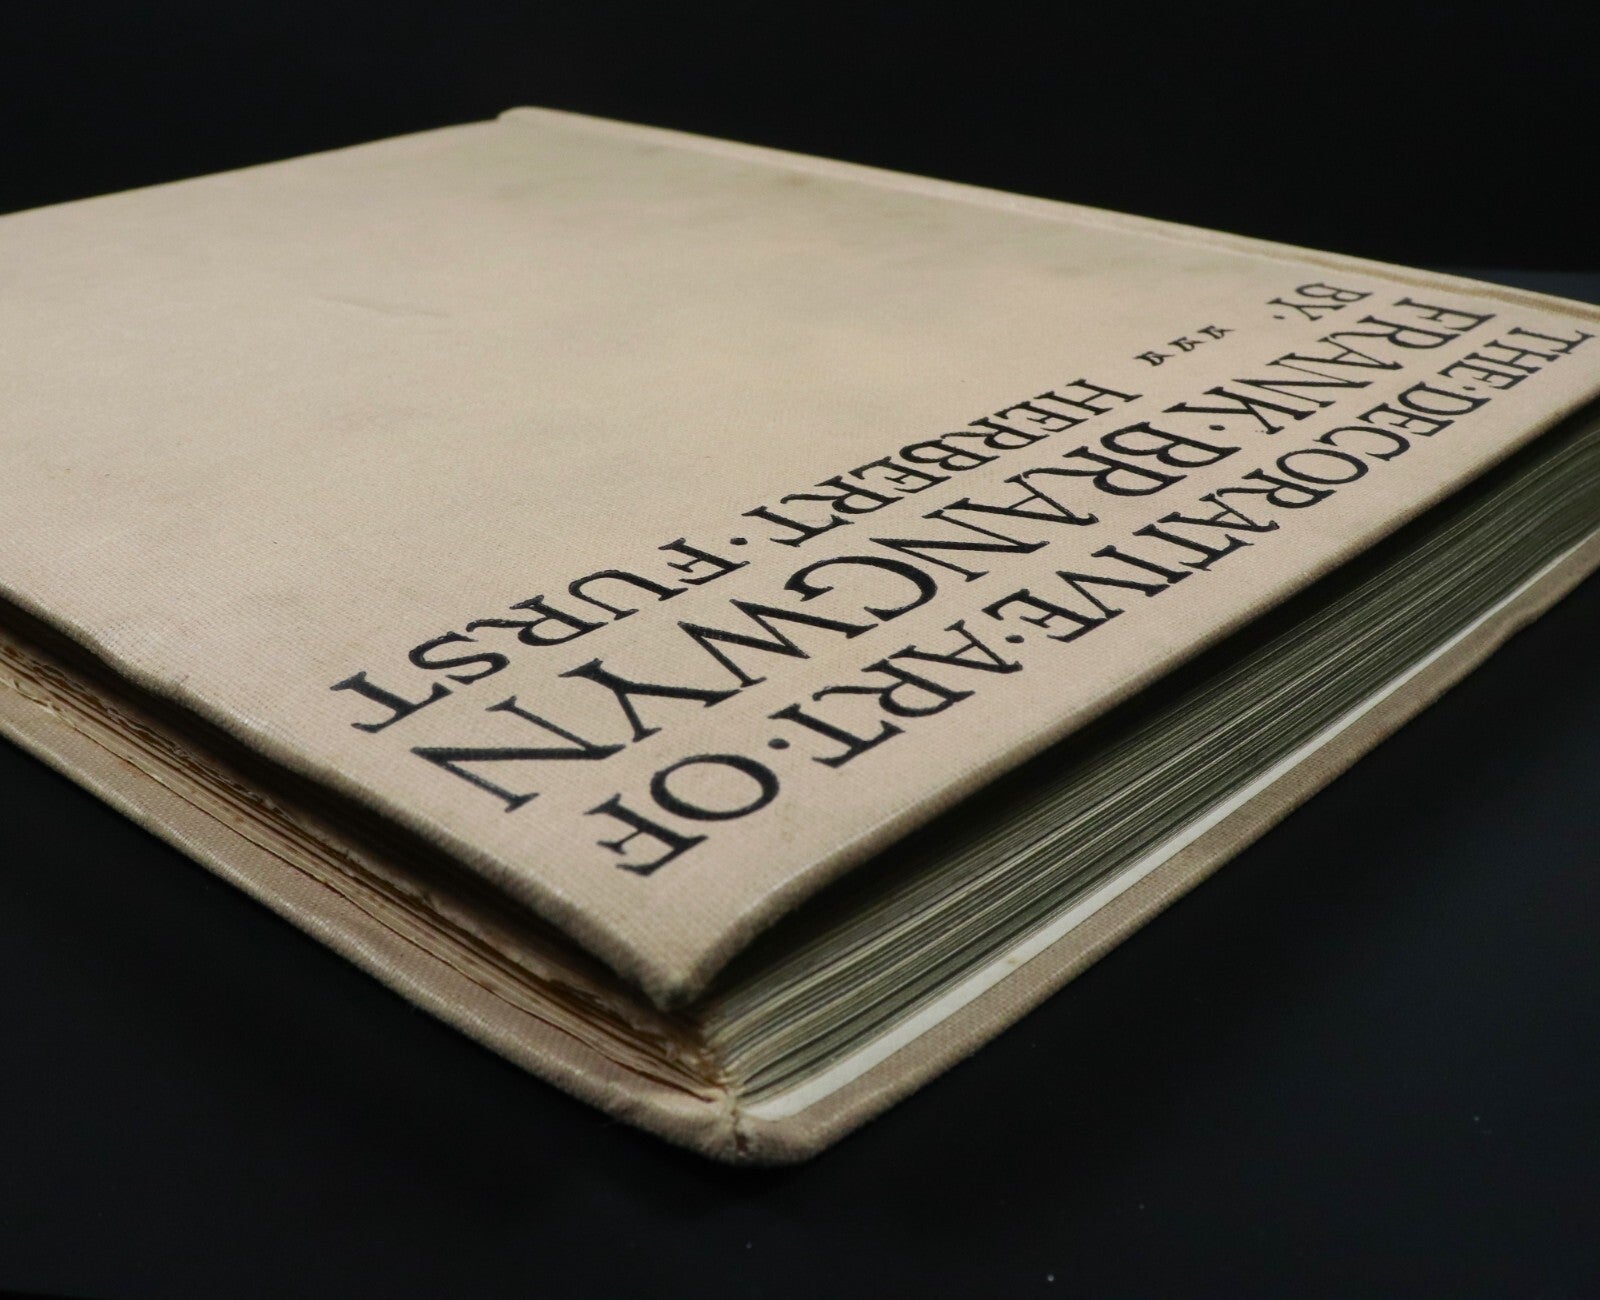 THE·DECORATIVE·ART·OF
FRANK·BRANGWYN
BY· HERBERT·FURST